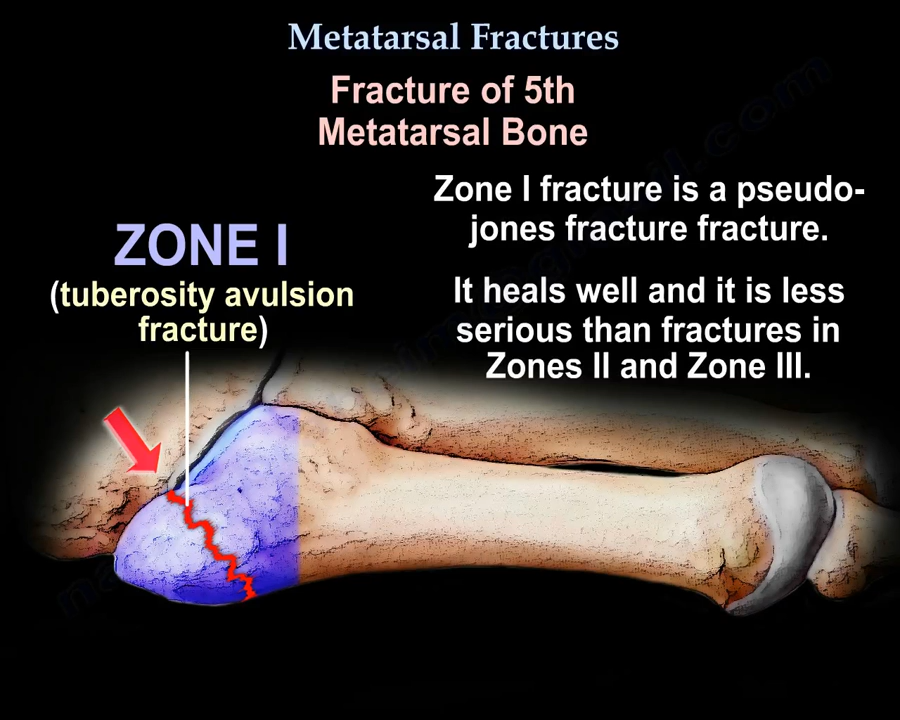 Metatarsal Fractures
Fracture of 5th
Metatarsal Bone
Zone I fracture is a pseudo-
jones fracture fracture.
It heals well and it is less
serious than fractures in
Zones II and Zone III.
ZONE I
(tuberosity avulsion
fracture)